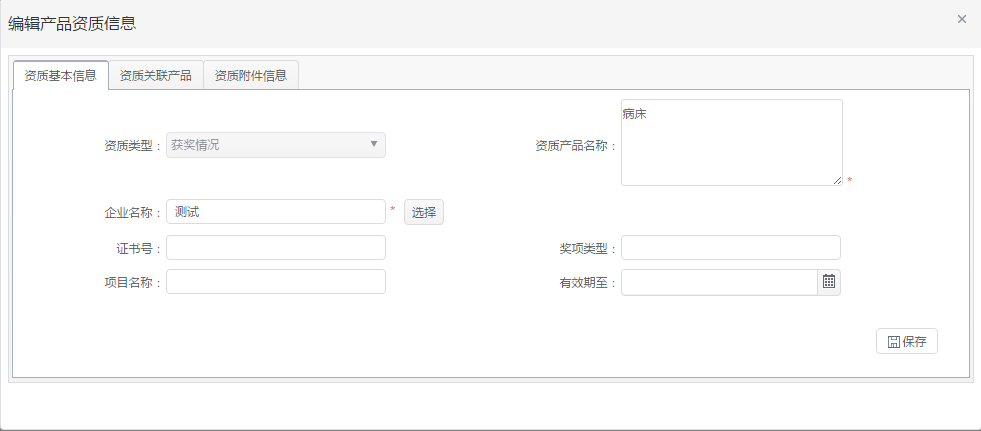 编辑产品资质信息
资质基本信息 资质关联产品 资质附件信息
资质类型： 获奖情况 资质产品名称： 病床 *
企业名称： 测试 * 选择
证书号： 奖项类型：
项目名称： 有效期至：
保存